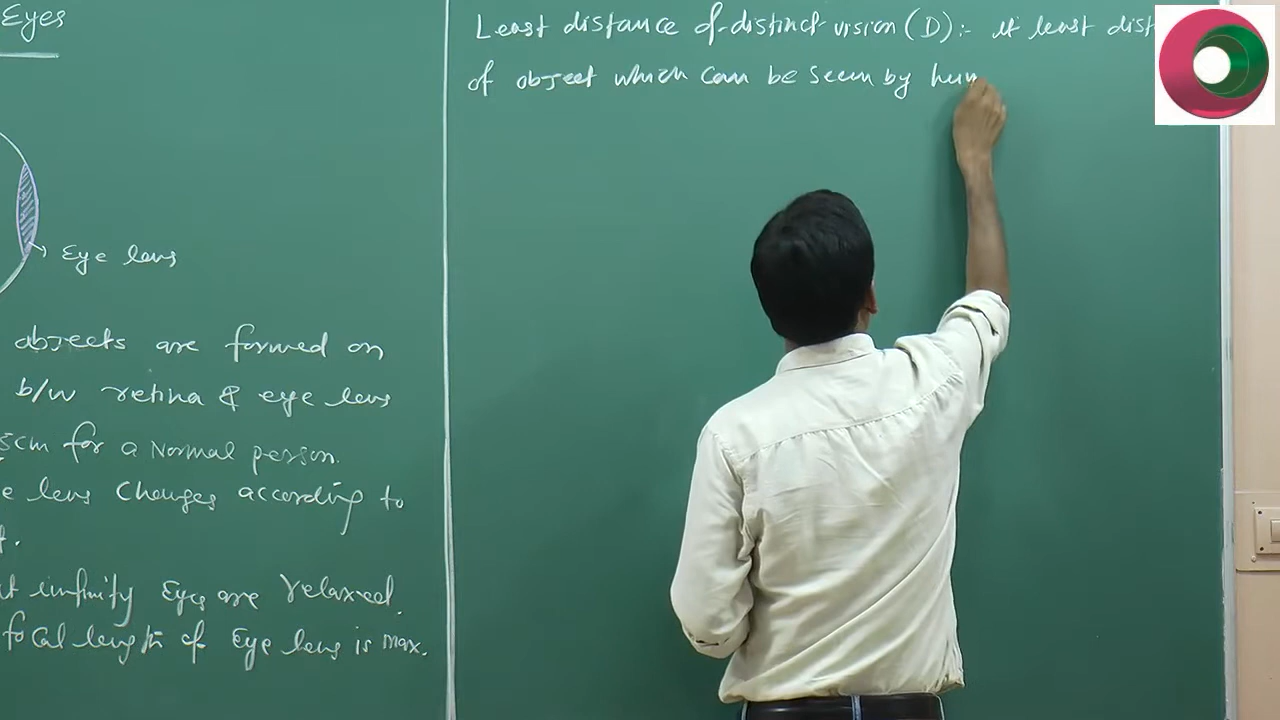 Eyes
Eye lens
objects are formed on
b/w retina & eye lens
5cm for a Normal person.
e lens changes according to
t.
at infinity Eyes are relaxed.
focal length of Eye lens is max.
Least distance of distinct vision (D):- it least dist
of object which can be seen by hum